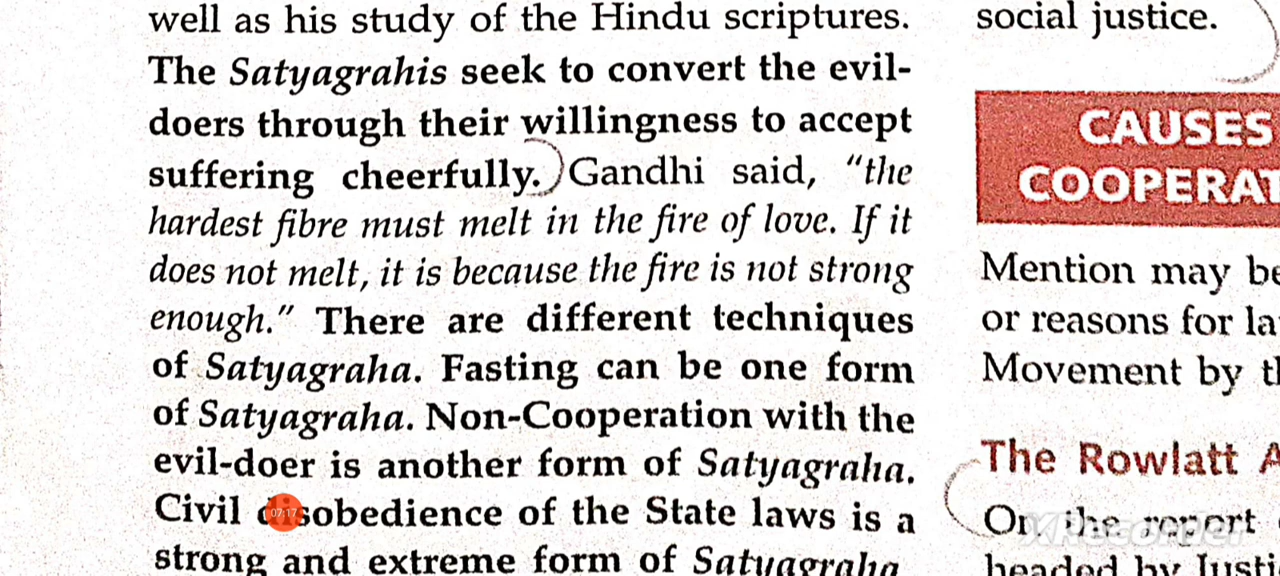 well as his study of the Hindu scriptures.
The Satyagrahis seek to convert the evil-
doers through their willingness to accept
suffering cheerfully. Gandhi said, "the
hardest fibre must melt in the fire of love. If it
does not melt, it is because the fire is not strong
enough." There are different techniques
of Satyagraha. Fasting can be one form
of Satyagraha. Non-Cooperation with the
evil-doer is another form of Satyagraha.
Civil disobedience of the State laws is a
strong and extreme form of Satyagraha
07:17
social justice.
CAUSES
COOPERAT
Mention may be
or reasons for la
Movement by th
The Rowlatt A
On the report
headed by Justi
XRecorder